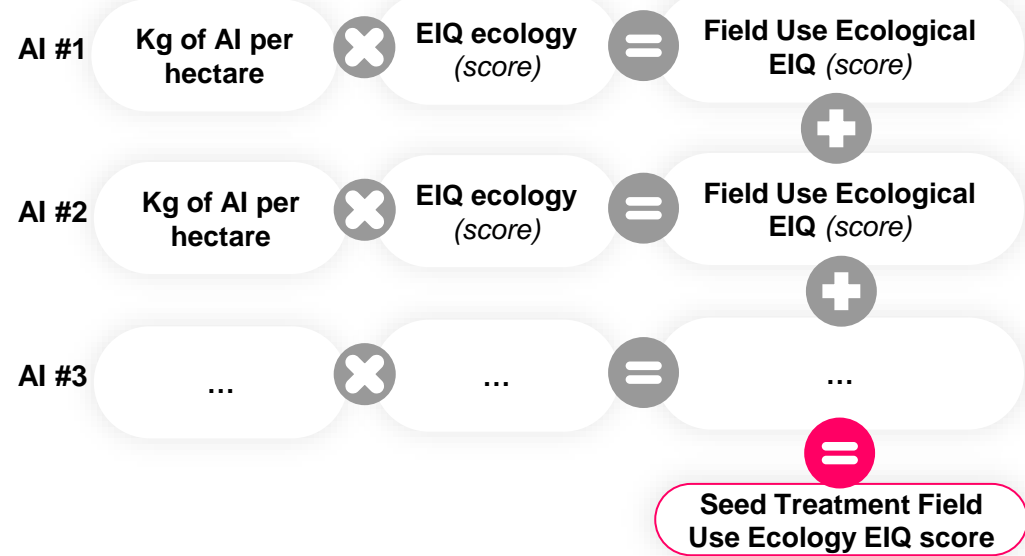 AI #1
Kg of AI per
hectare
EIQ ecology
(score)
Field Use Ecological
EIQ (score)
AI #2
Kg of AI per
hectare
EIQ ecology
(score)
Field Use Ecological
EIQ (score)
AI #3
...
...
...
Seed Treatment Field
Use Ecology EIQ score